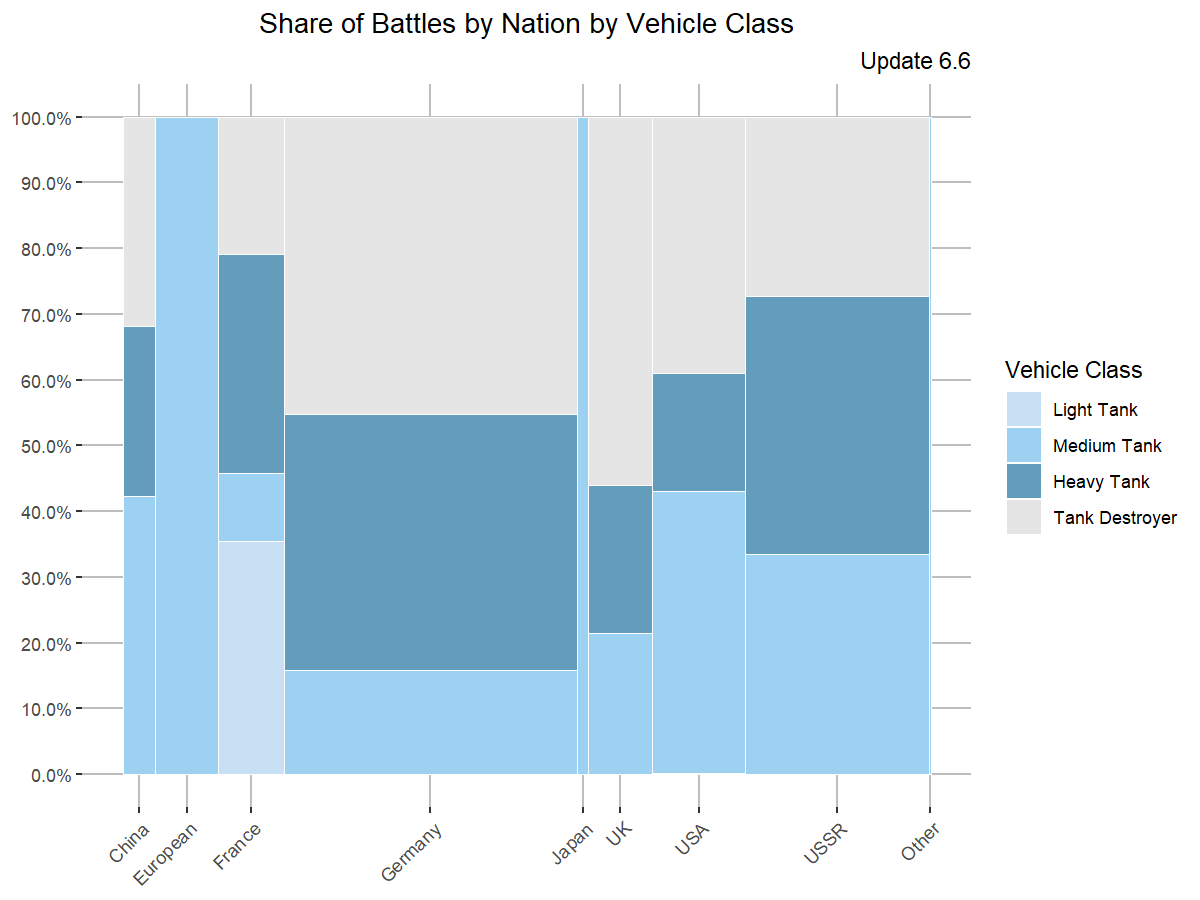 Share of Battles by Nation by Vehicle Class
Update 6.6
100.0%
90.0%
80.0%
70.0%
60.0%
50.0%
40.0%
30.0%
20.0%
10.0%
0.0%
China
European
France
Germany
Japan
UK
USA
USSR
Other
Vehicle Class
Light Tank
Medium Tank
Heavy Tank
Tank Destroyer